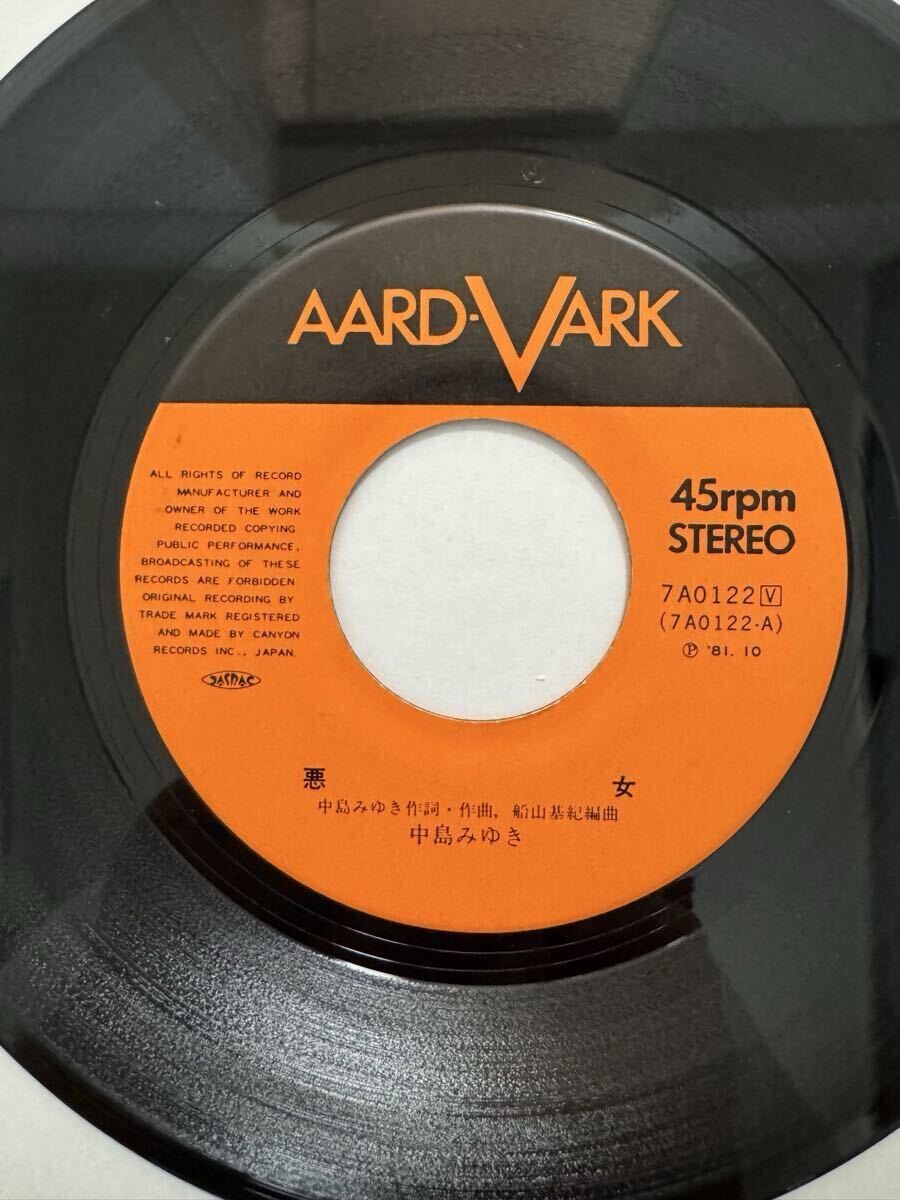 AARD-VARK
ALL RIGHTS OF RECORD
MANUFACTURER AND
OWNER OF THE WORK
RECORDED COPYING
PUBLIC PERFORMANCE,
BROADCASTING OF THESE
RECORDS ARE FORBIDDEN
ORIGINAL RECORDING BY
TRADE MARK REGISTERED
AND MADE BY CANYON
RECORDS INC., JAPAN.
JASRAC
45rpm
STEREO
7A0122 V
(7A0122-A)
Ⓟ '81. 10
悪 女
中島みゆき作詞・作曲, 船山基紀編曲
中島みゆき